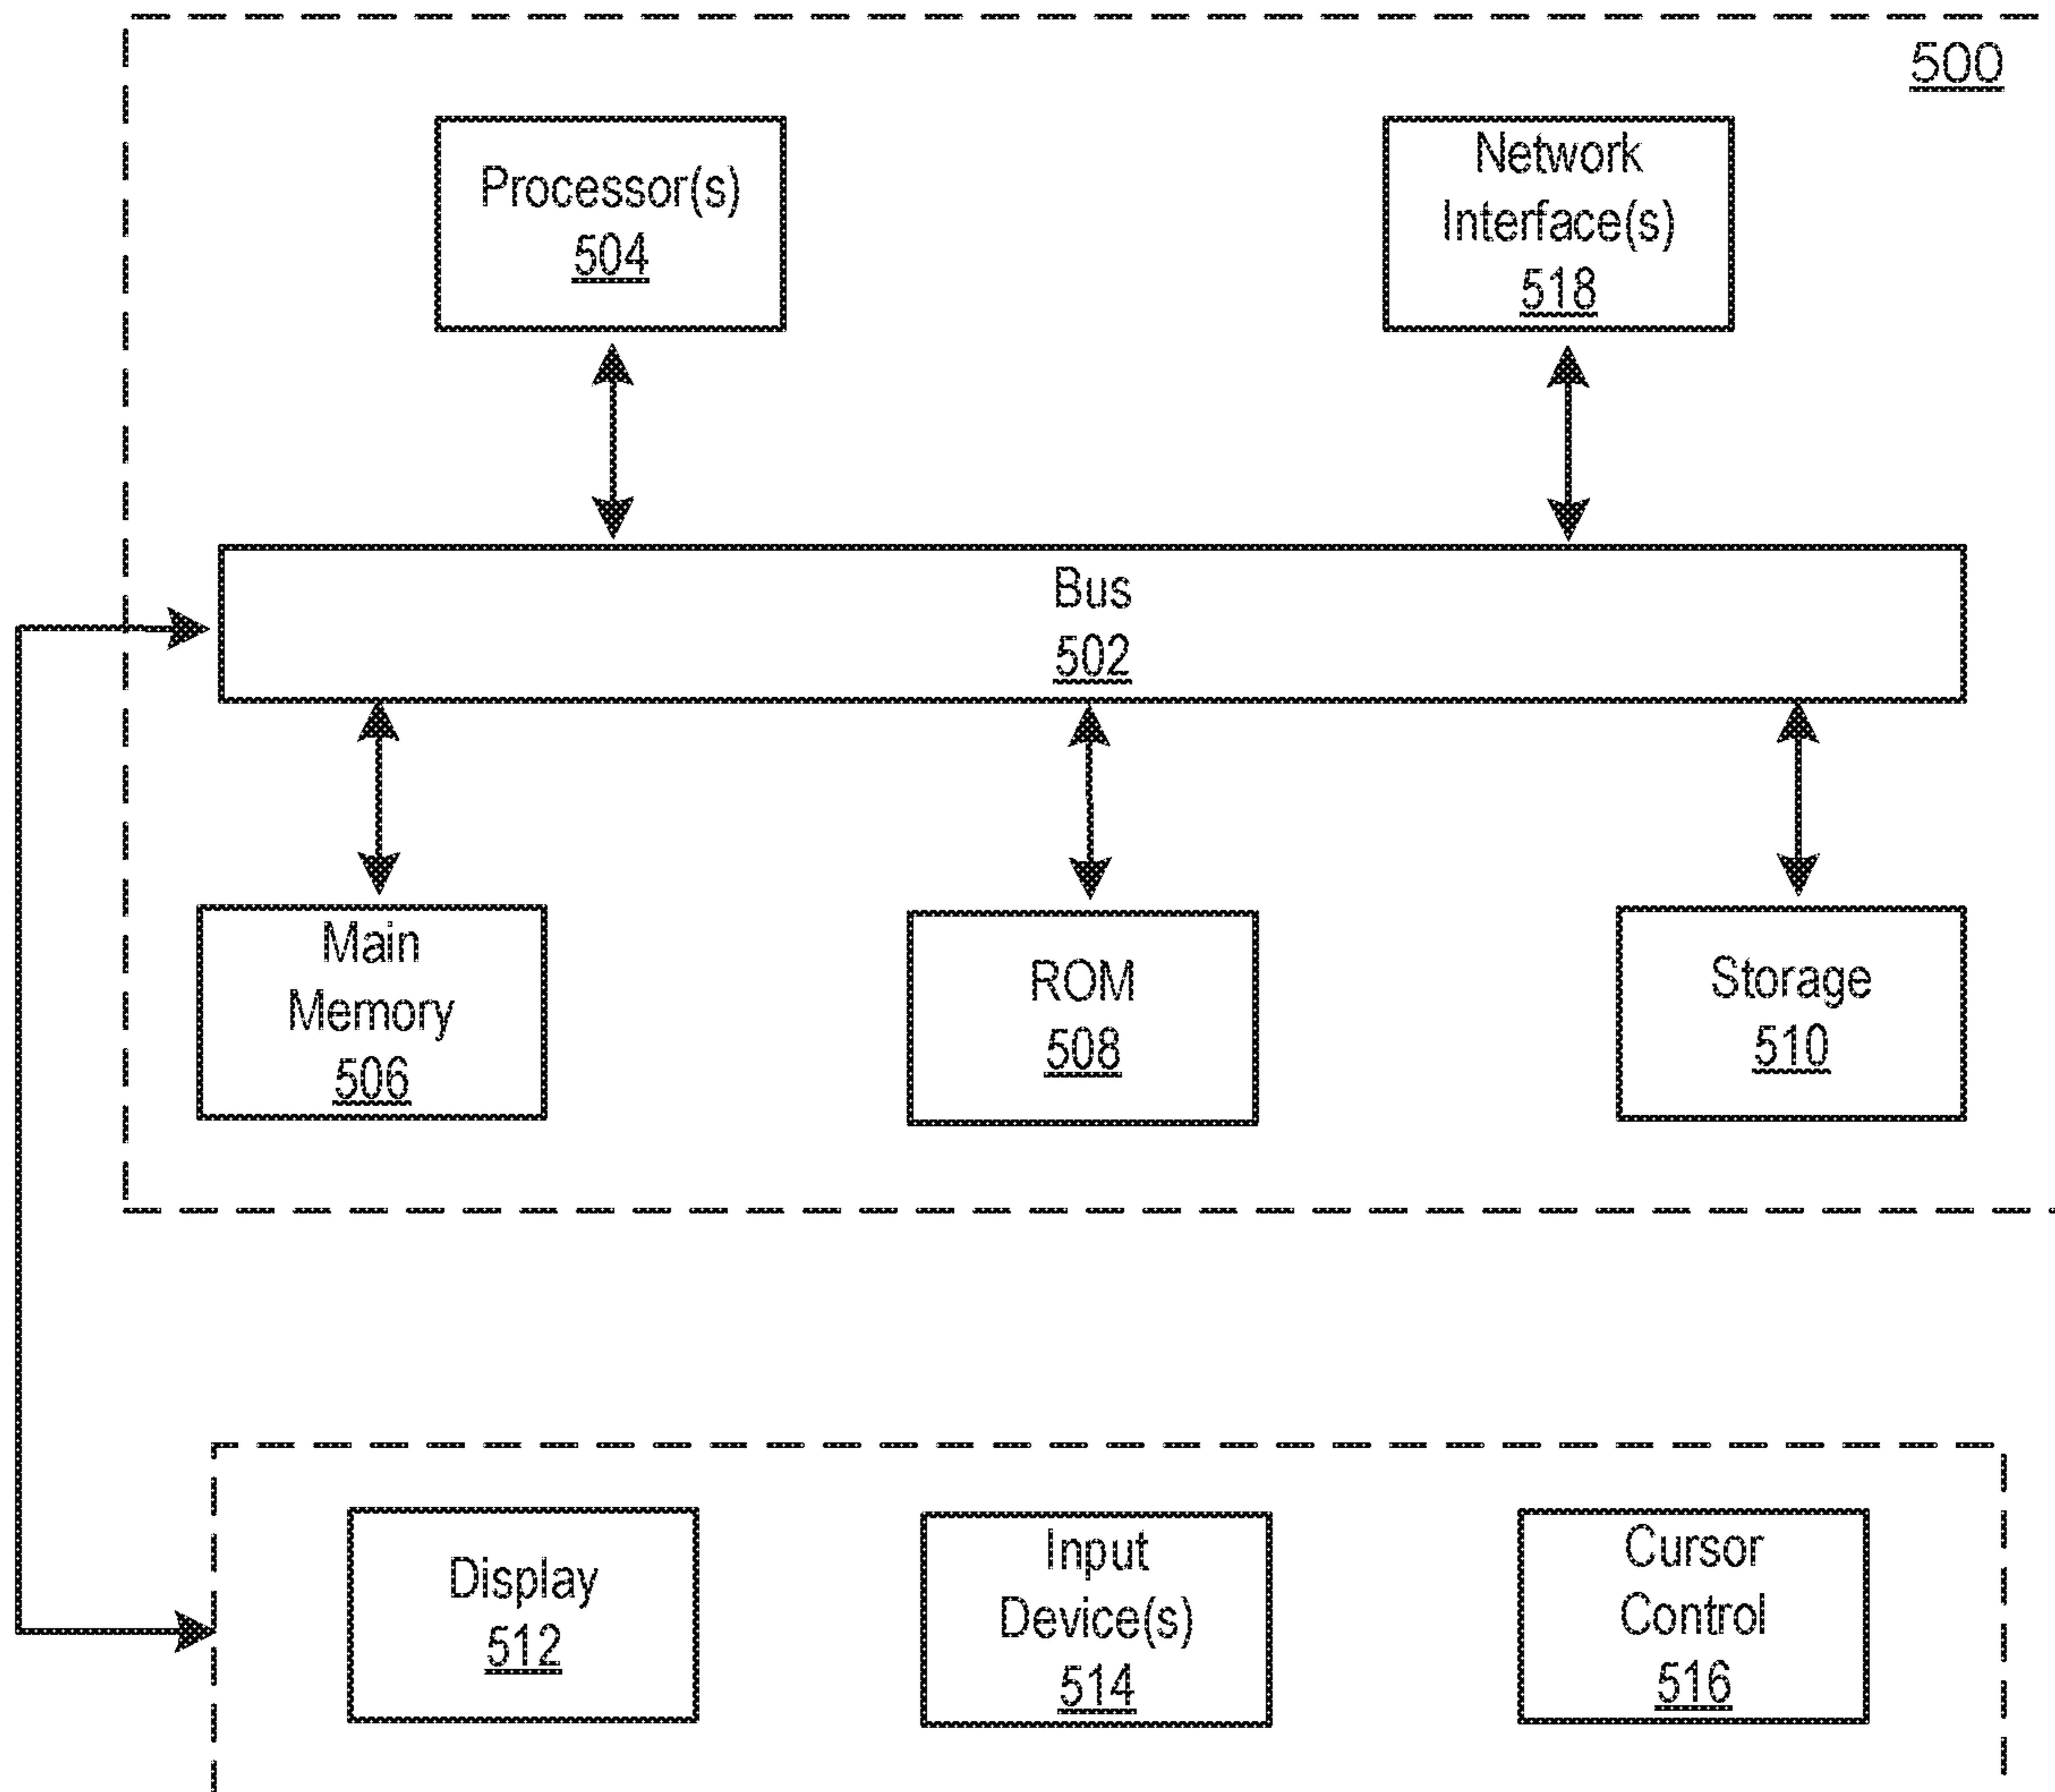 500
Processor(s)
504
Network
Interface(s)
518
Bus
502
Main
Memory
506
ROM
508
Storage
510
Display
512
Input
Device(s)
514
Cursor
Control
516